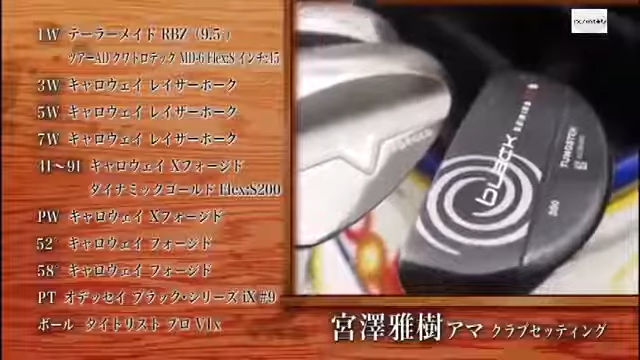 1W テーラーメイド RBZ (9.5°)
ツアーAD クワトロテック MD-6 Flex:S インチ:45
3W キャロウェイ レイザーホーク
5W キャロウェイ レイザーホーク
7W キャロウェイ レイザーホーク
4I〜9I キャロウェイ Xフォージド
ダイナミックゴールド Flex:S200
PW キャロウェイ Xフォージド
52° キャロウェイ フォージド
58° キャロウェイ フォージド
PT オデッセイ ブラック・シリーズ iX #9
ボール タイトリスト プロ V1x
FORGED
black
SERIES
TUNGSTEN
350
宮澤雅樹アマ クラブセッティング